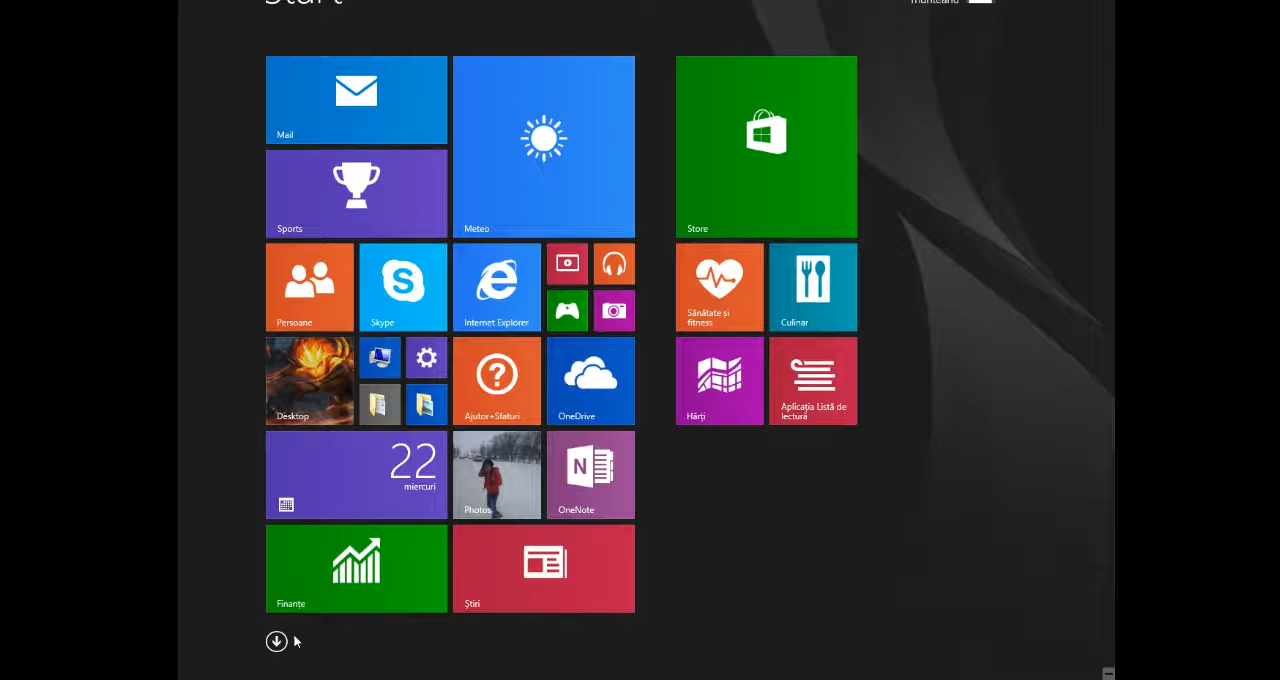 Start
munteanu
Mail
Sports
Meteo
Store
Persoane
Skype
Internet Explorer
Sănătate și
fitness
Culinar
Desktop
Ajutor+Sfaturi
OneDrive
Hărți
Aplicația Listă de
lectură
22
miercuri
Photos
N
OneNote
Finanțe
Știri